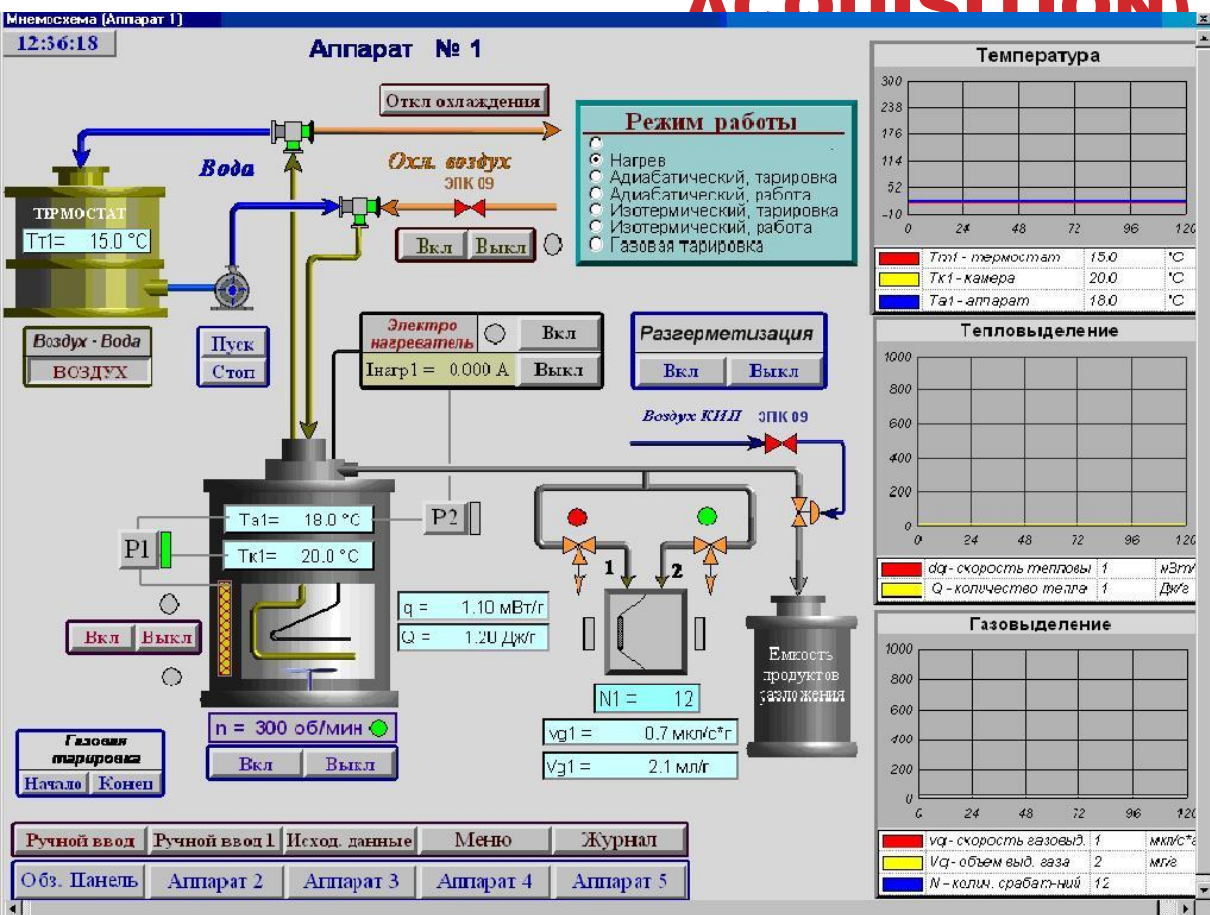 ACQUISITION)
Мнемосхема (Аппарат 1)
12:36:18
Аппарат № 1
Откл охлаждения
Вода
Охл. воздух
ЭПК 09
Вкл Выкл
ТЕРМОСТАТ
Тт1= 15.0 °C
Режим работы
Нагрев
Адиабатический, тарировка
Адиабатический, работа
Изотермический, тарировка
Изотермический, работа
Газовая тарировка
Воздух - Вода
ВОЗДУХ
Пуск
Стоп
Электро нагреватель
Вкл
Iнагр1 = 0.000 А
Выкл
Разгерметизация
Вкл Выкл
Воздух КИП ЭПК 09
Та1= 18.0 °C
Тк1= 20.0 °C
P1
P2
Вкл Выкл
q = 1.10 мВт/г
Q = 1.20 Дж/г
1 2
N1 = 12
vg1 = 0.7 мкл/с*г
Vg1 = 2.1 мл/г
Емкость
продуктов
разложения
n = 300 об/мин
Вкл Выкл
Газовая
тарировка
Начало Конец
Ручной ввод Ручной ввод 1 Исход. данные Меню Журнал
Обз. Панель Аппарат 2 Аппарат 3 Аппарат 4 Аппарат 5
Температура
300
238
176
114
52
-10
0 24 48 72 96 120
Tт1 - термостат 15.0 °C
Tк1 - камера 20.0 °C
Ta1 - аппарат 18.0 °C
Тепловыделение
1000
800
600
400
200
0
0 24 48 72 96 120
dq - скорость тепловы 1 мВт/
Q - количество тепла 1 Дж/г
Газовыделение
1000
800
600
400
200
0
0 24 48 72 96 120
vg - скорость газовыд. 1 мкл/с*г
Vg - объем выд. газа 2 мл/г
N - колич. срабат-ний 12